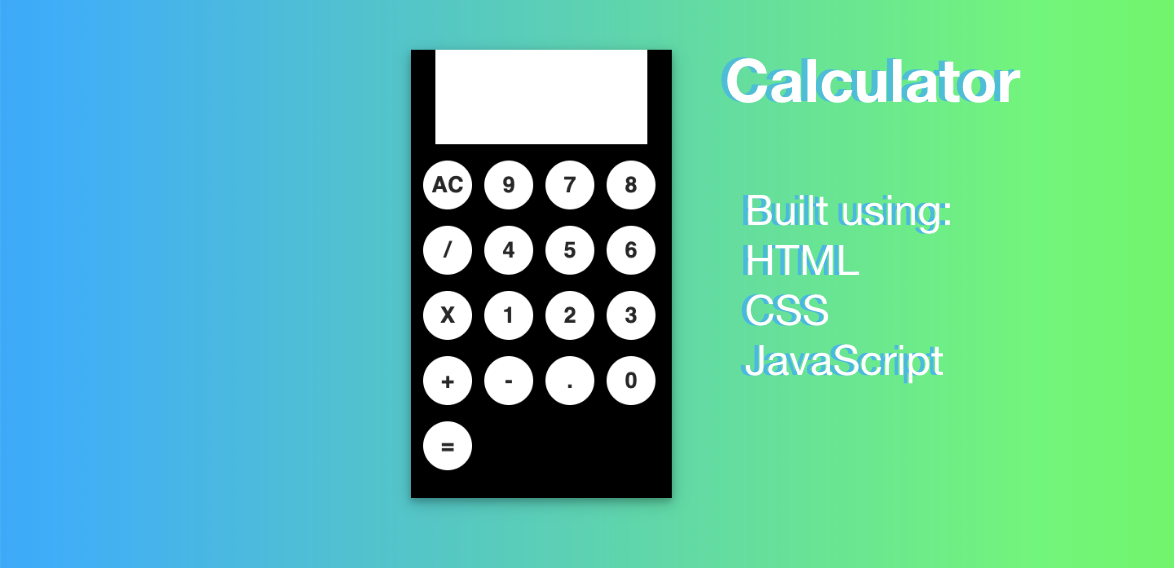 Calculator
AC 9 7 8
/ 4 5 6
X 1 2 3
+ - . 0
=
Built using:
HTML
CSS
JavaScript